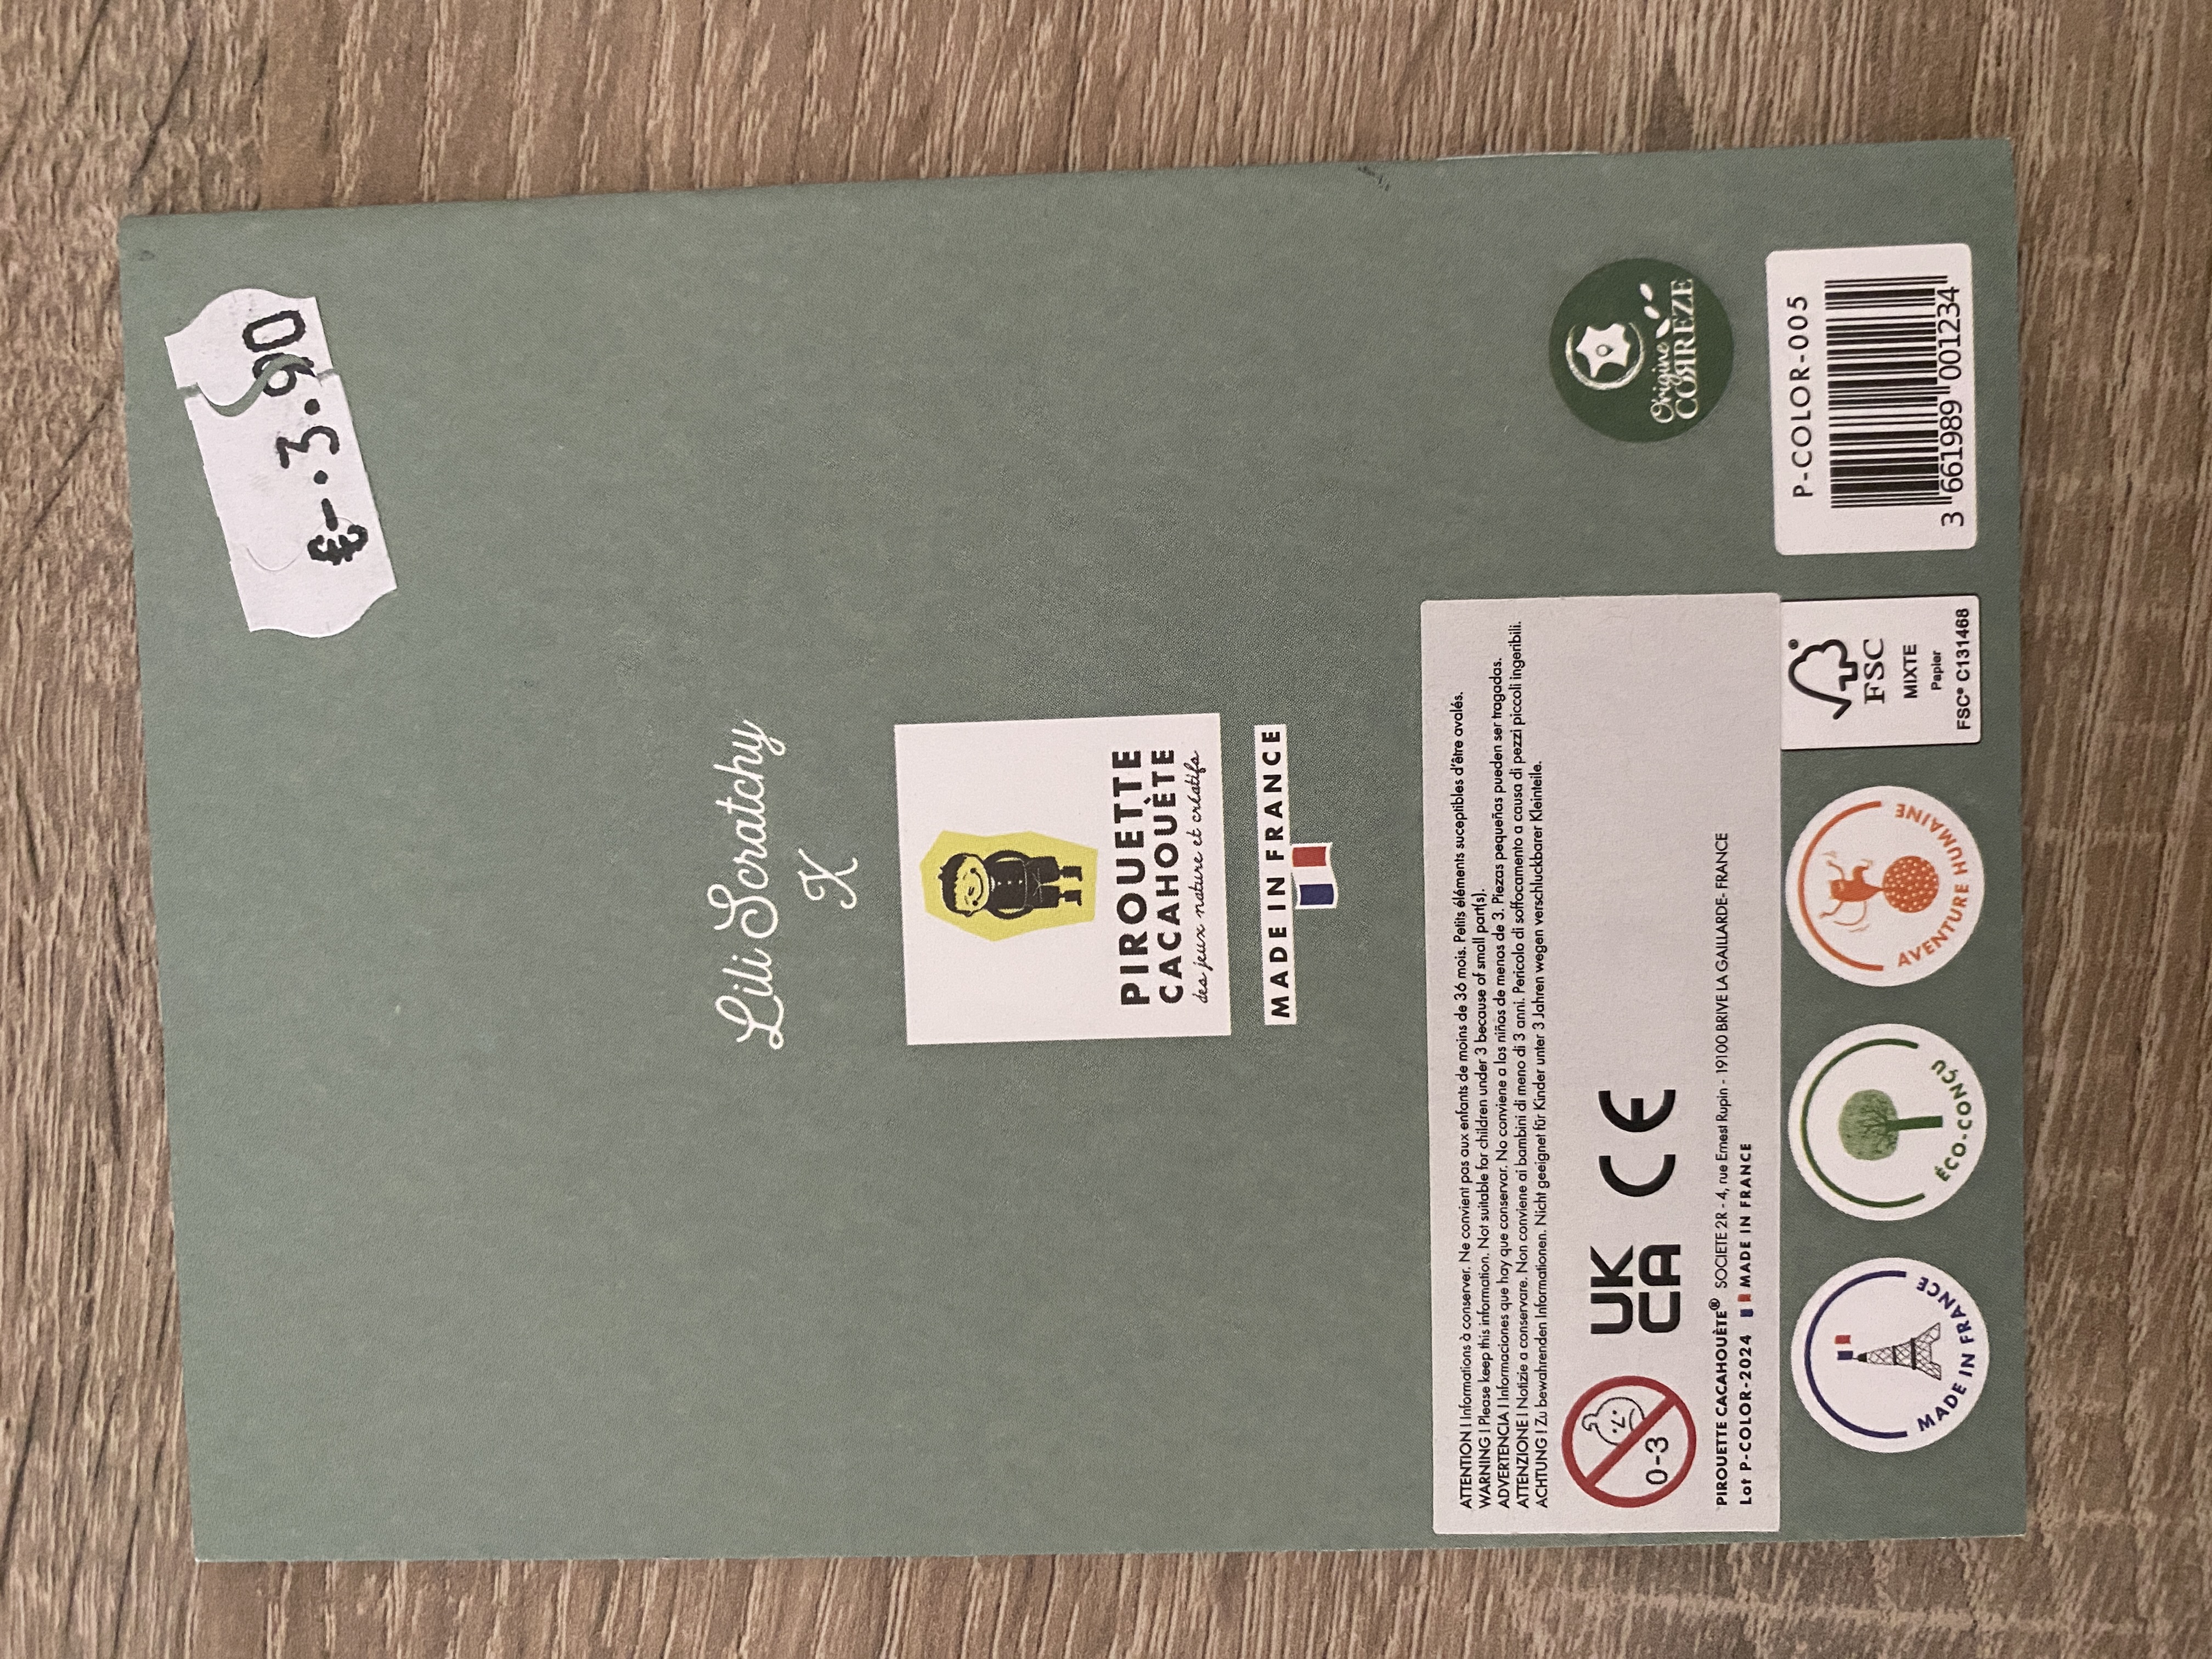 €-.3.90
Lili Scratchy
X
PIROUETTE
CACAHOUÈTE
des jeux nature et créatifs
MADE IN FRANCE
Origine
CORREZE
ATTENTION ! Informations à conserver. Ne convient pas aux enfants de moins de 36 mois. Petits éléments suceptibles d'être avalés.
WARNING ! Please keep this information. Not suitable for children under 3 because of small part(s).
ADVERTENCIA ! Informaciones que hay que conservar. No conviene a los niños de menos de 3. Piezas pequeñas pueden ser tragadas.
ATTENZIONE ! Notizie a conservare. Non conviene ai bambini di meno di 3 anni. Pericolo di soffocamento a causa di pezzi piccoli ingeribili.
ACHTUNG ! Zu bewahrenden Informationen. Nicht geeignet für Kinder unter 3 Jahren wegen verschluckbarer Kleinteile.
0-3
UK
CA
CE
PIROUETTE CACAHOUÈTE® SOCIETE 2R - 4, rue Ernest Rupin - 19100 BRIVE LA GAILLARDE- FRANCE
Lot P-COLOR-2024 MADE IN FRANCE
MADE IN FRANCE
ÉCO-CONÇU
AVENTURE HUMAINE
FSC
MIXTE
Papier
FSC® C131468
P-COLOR-005
3 661989 001234